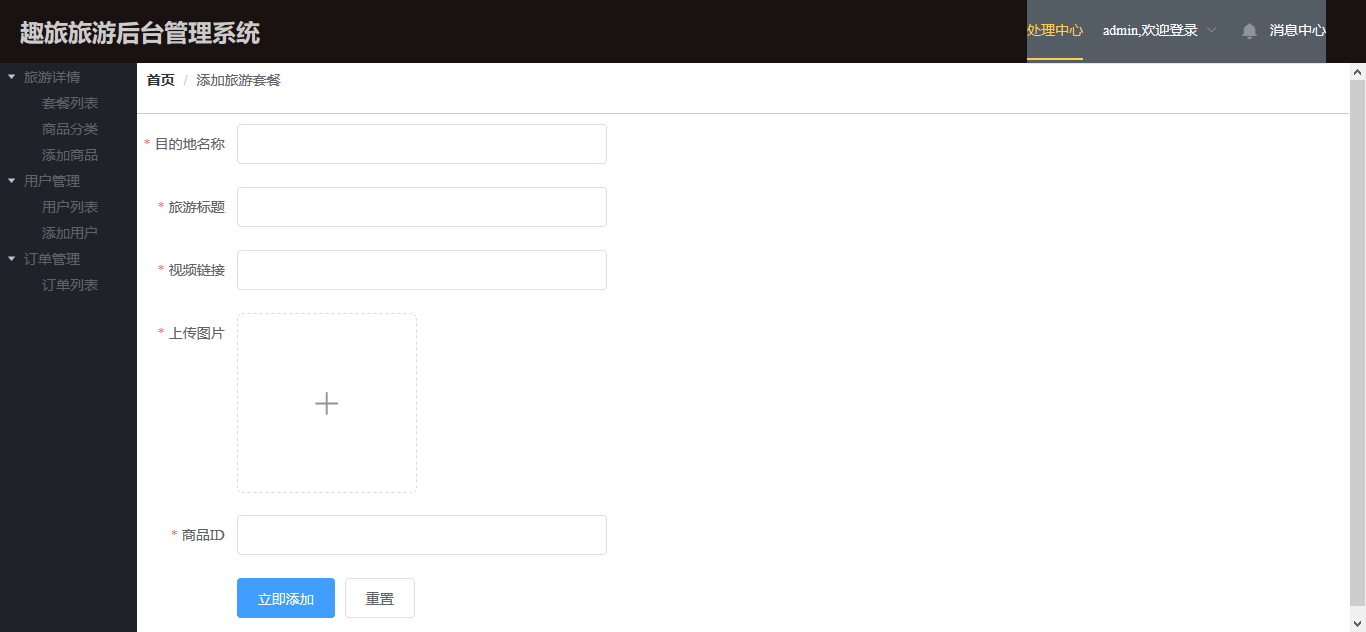 趣旅旅游后台管理系统
处理中心 admin,欢迎登录 消息中心
旅游详情
套餐列表
商品分类
添加商品
用户管理
用户列表
添加用户
订单管理
订单列表
首页 / 添加旅游套餐
* 目的地名称
* 旅游标题
* 视频链接
* 上传图片
* 商品ID
立即添加 重置